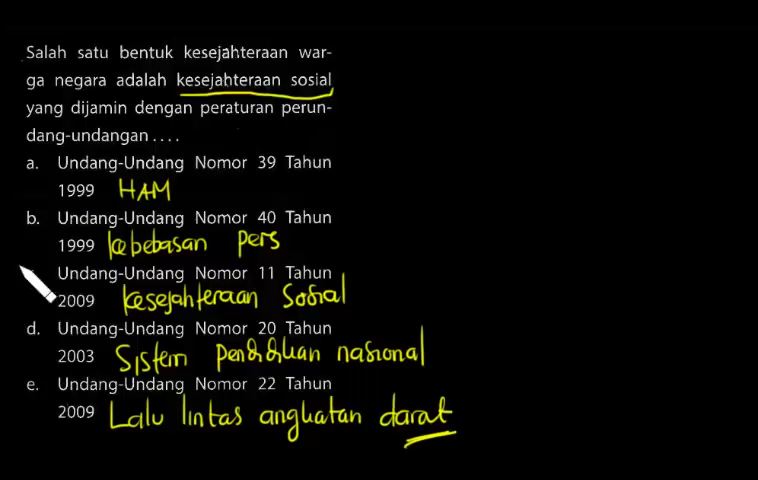 Salah satu bentuk kesejahteraan war-
ga negara adalah kesejahteraan sosial
yang dijamin dengan peraturan perun-
dang-undangan ....
a. Undang-Undang Nomor 39 Tahun
1999 HAM
b. Undang-Undang Nomor 40 Tahun
1999 kebebasan pers
Undang-Undang Nomor 11 Tahun
2009 kesejahteraan Sosial
d. Undang-Undang Nomor 20 Tahun
2003 Sistem pendidikan nasional
e. Undang-Undang Nomor 22 Tahun
2009 Lalu lintas angkatan darat